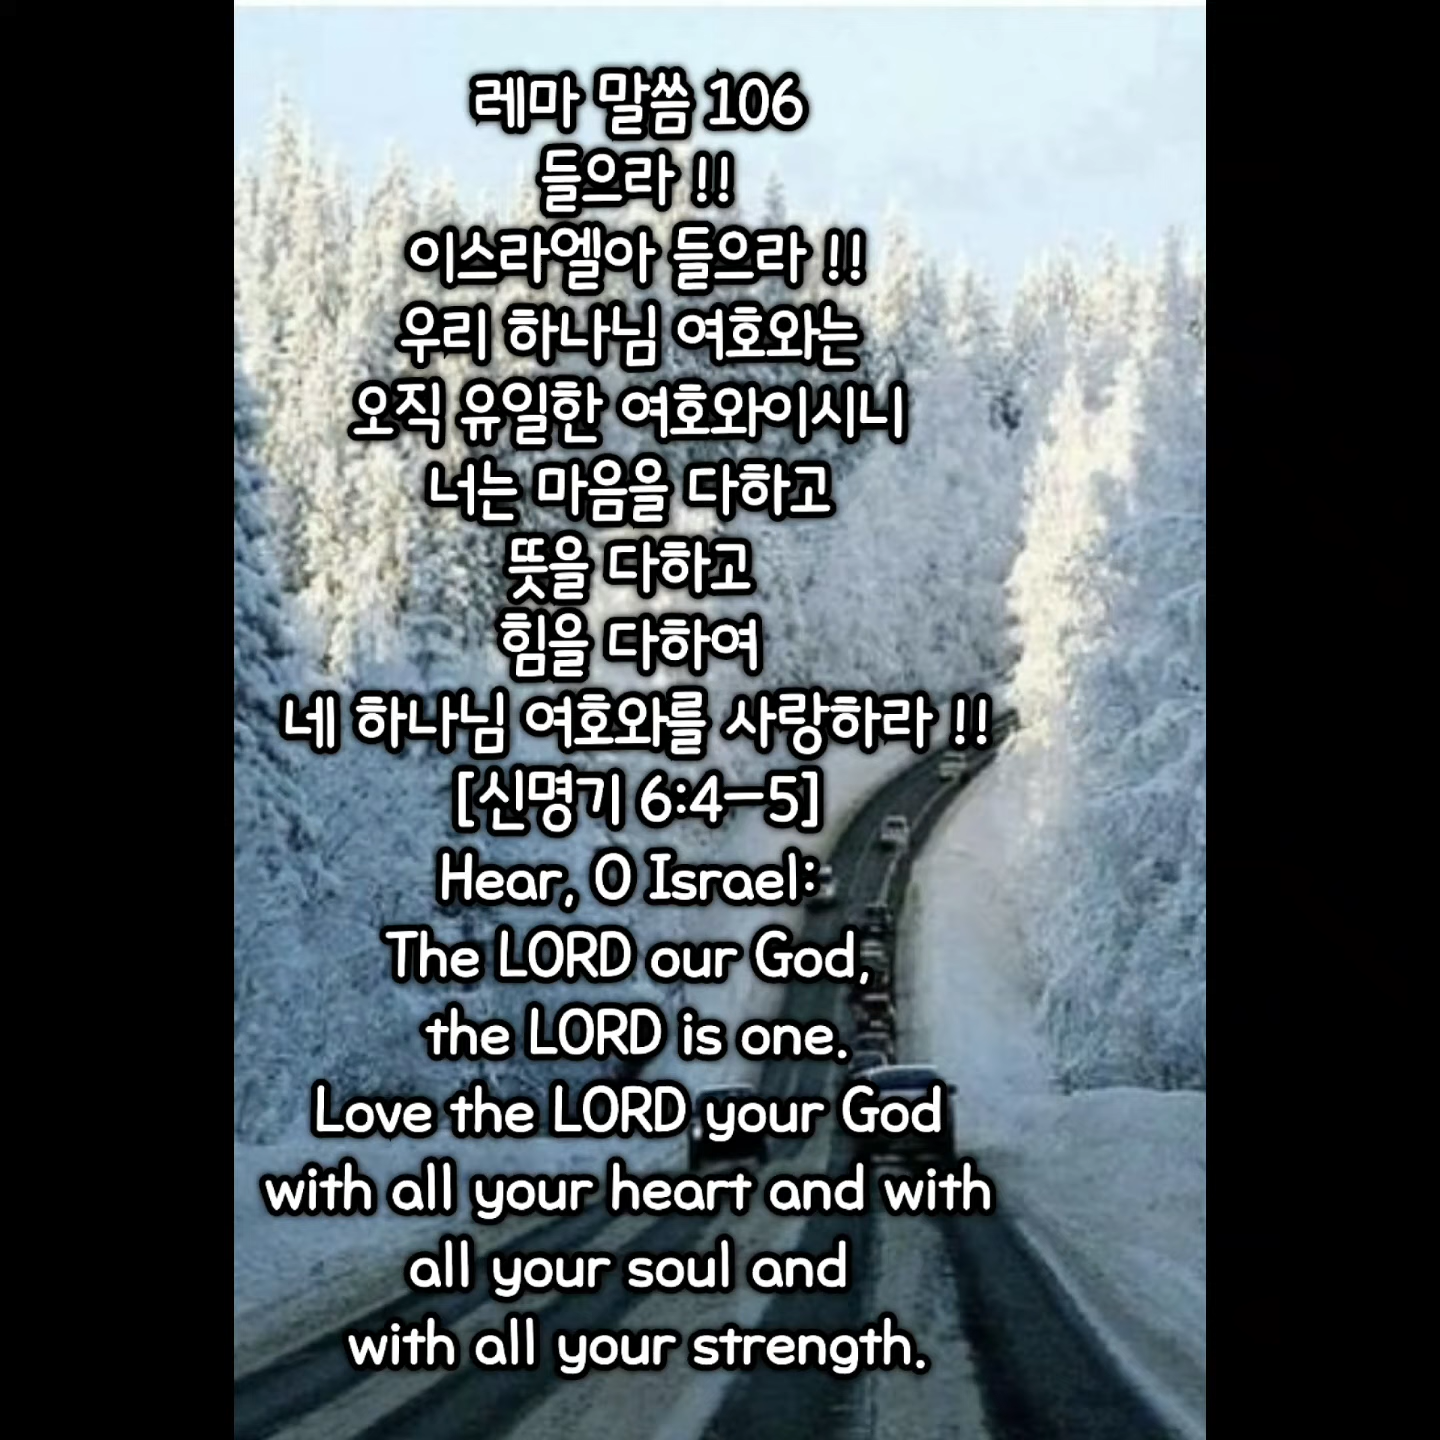 레마 말씀 106
들으라 !!
이스라엘아 들으라 !!
우리 하나님 여호와는
오직 유일한 여호와이시니
너는 마음을 다하고
뜻을 다하고
힘을 다하여
네 하나님 여호와를 사랑하라 !!
[신명기 6:4-5]
Hear, O Israel:
The LORD our God,
the LORD is one.
Love the LORD your God
with all your heart and with
all your soul and
with all your strength.